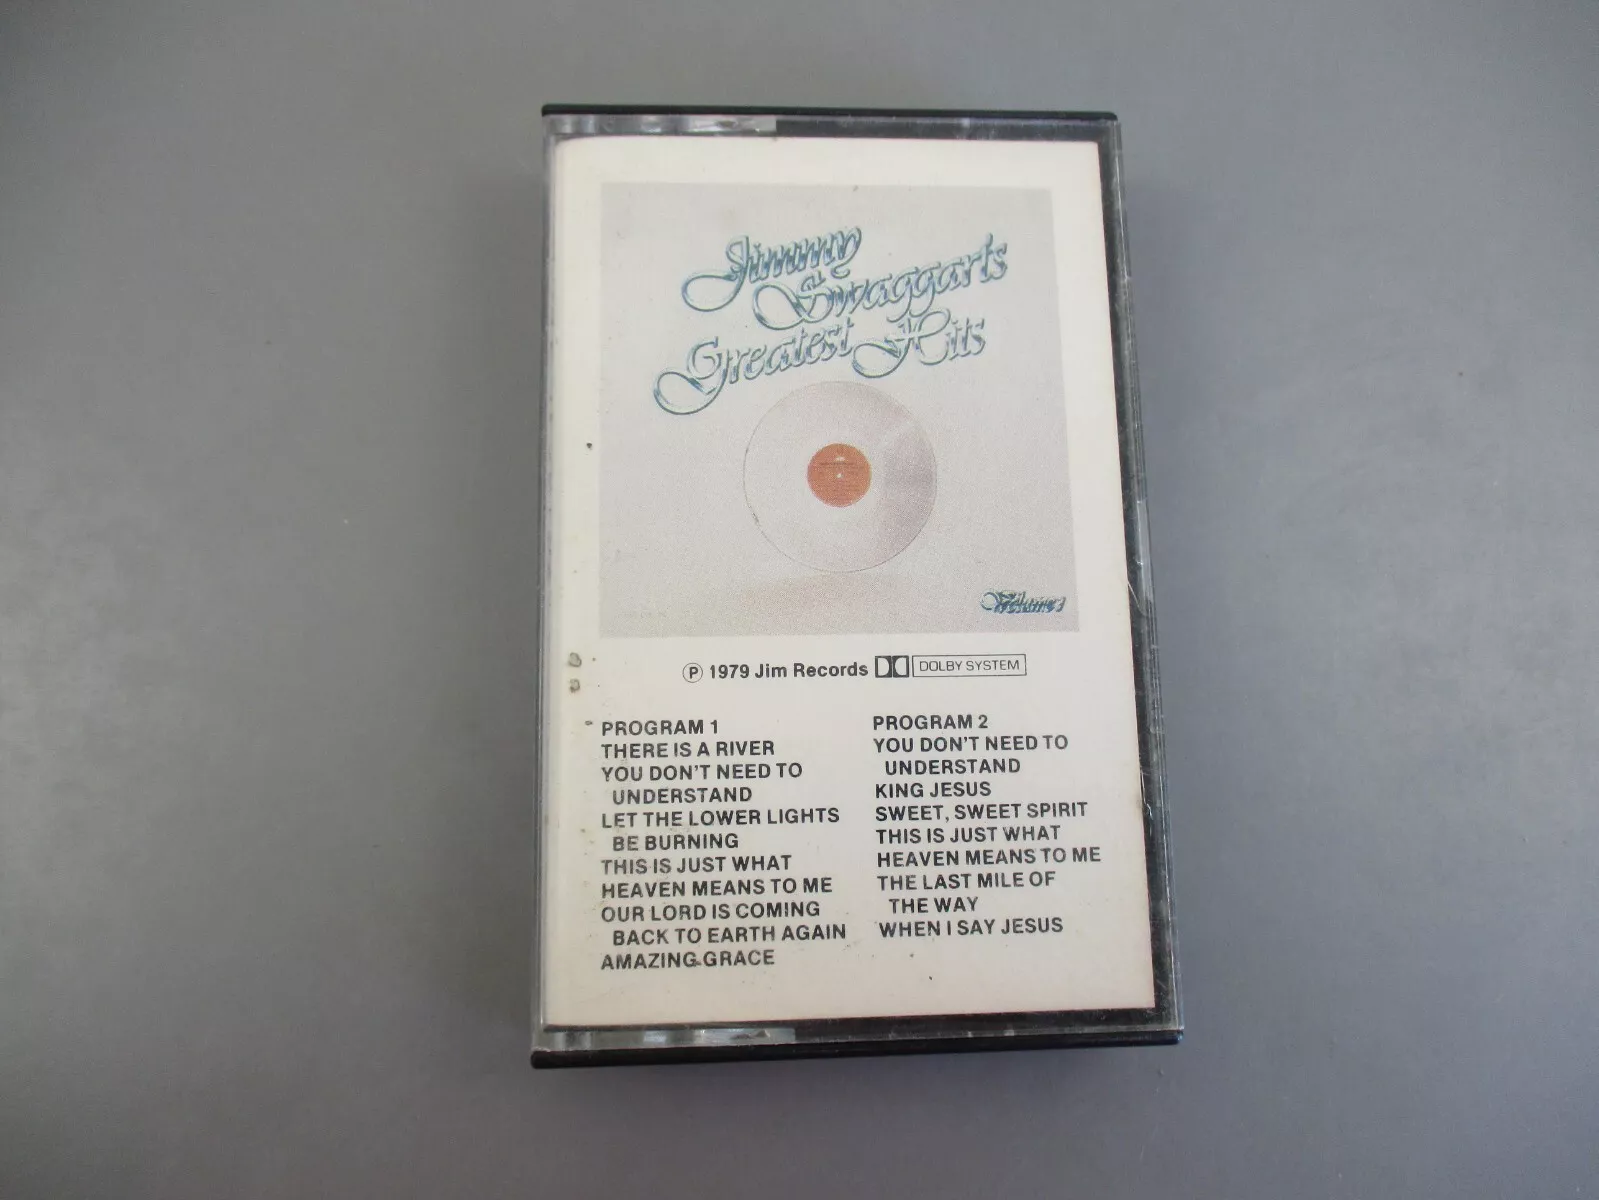 Jimmy
Swaggarts
Greatest Hits
Volume 1
℗ 1979 Jim Records DOLBY SYSTEM
PROGRAM 1
THERE IS A RIVER
YOU DON'T NEED TO
UNDERSTAND
LET THE LOWER LIGHTS
BE BURNING
THIS IS JUST WHAT
HEAVEN MEANS TO ME
OUR LORD IS COMING
BACK TO EARTH AGAIN
AMAZING GRACE
PROGRAM 2
YOU DON'T NEED TO
UNDERSTAND
KING JESUS
SWEET, SWEET SPIRIT
THIS IS JUST WHAT
HEAVEN MEANS TO ME
THE LAST MILE OF
THE WAY
WHEN I SAY JESUS